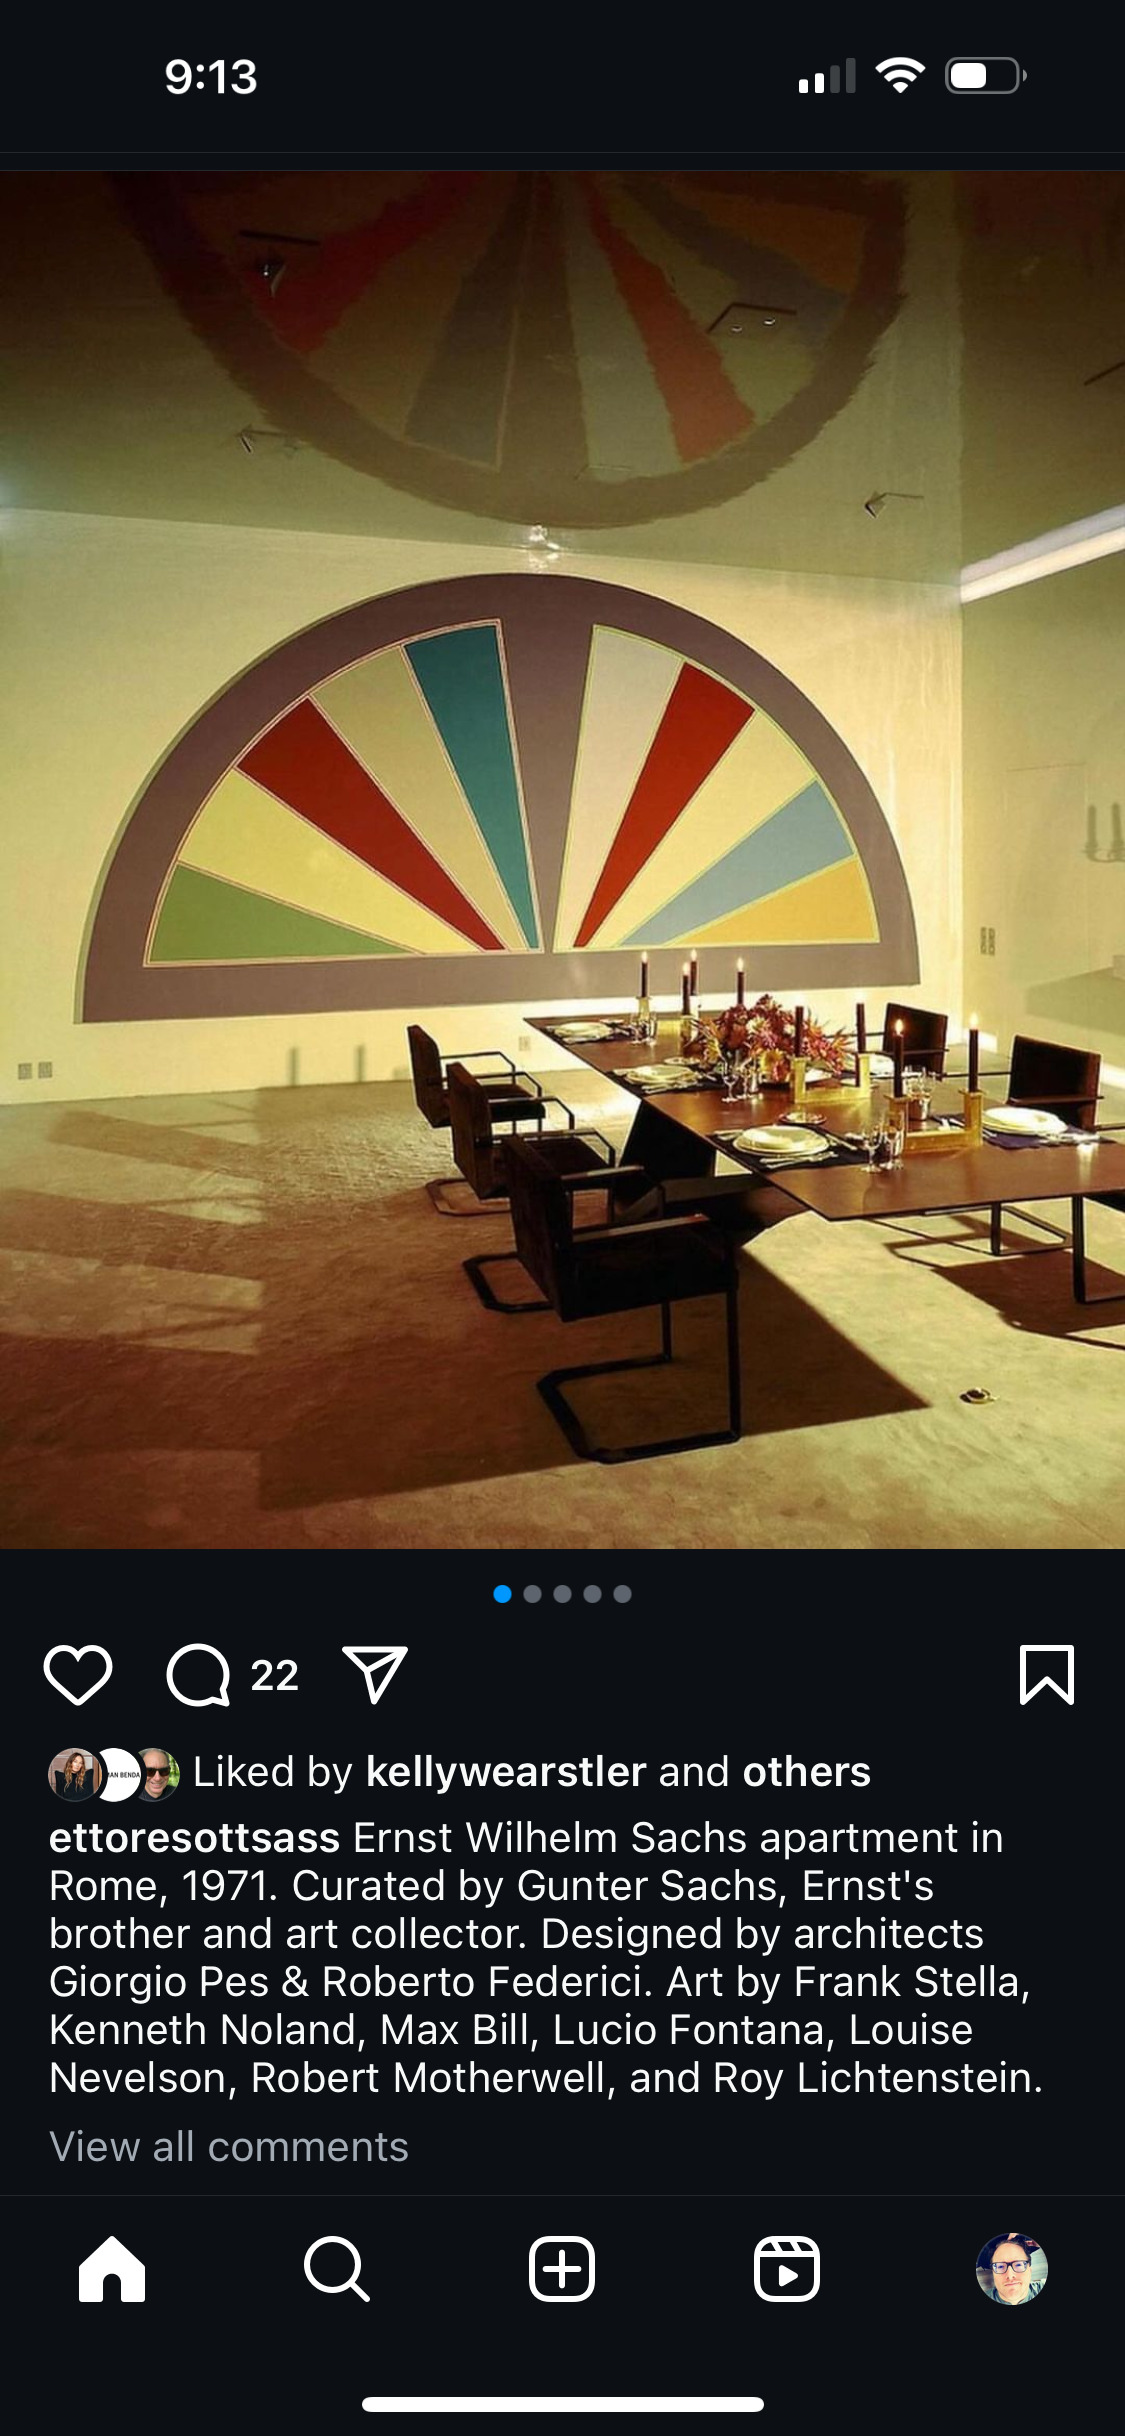 9:13
22
Liked by kellywearstler and others
ettoresottsass Ernst Wilhelm Sachs apartment in
Rome, 1971. Curated by Gunter Sachs, Ernst's
brother and art collector. Designed by architects
Giorgio Pes & Roberto Federici. Art by Frank Stella,
Kenneth Noland, Max Bill, Lucio Fontana, Louise
Nevelson, Robert Motherwell, and Roy Lichtenstein.
View all comments